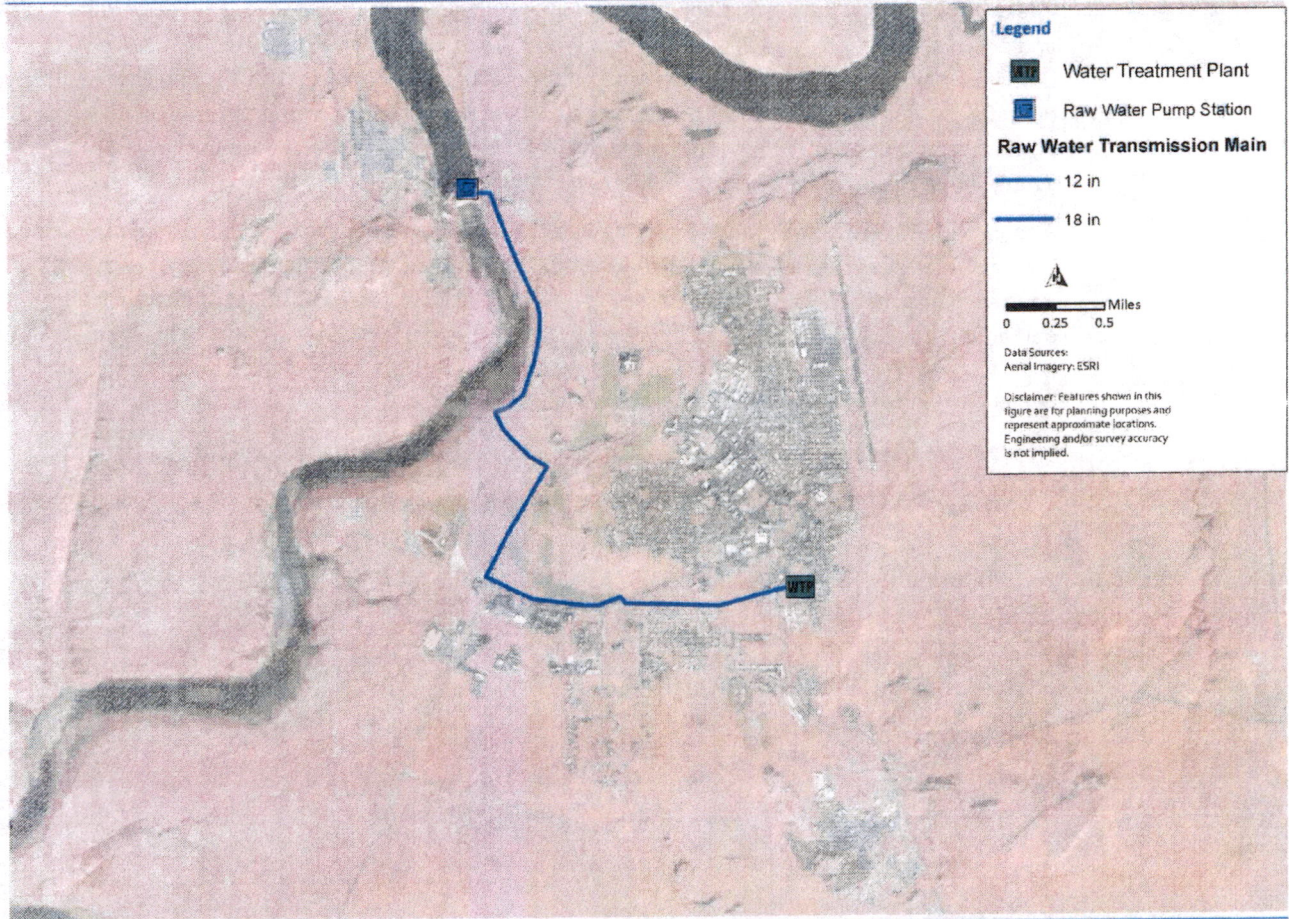 Legend
WTP Water Treatment Plant
Raw Water Pump Station
Raw Water Transmission Main
12 in
18 in
N
Miles
0 0.25 0.5
Data Sources:
Aerial Imagery: ESRI
Disclaimer: Features shown in this
figure are for planning purposes and
represent approximate locations.
Engineering and/or survey accuracy
is not implied.
WTP